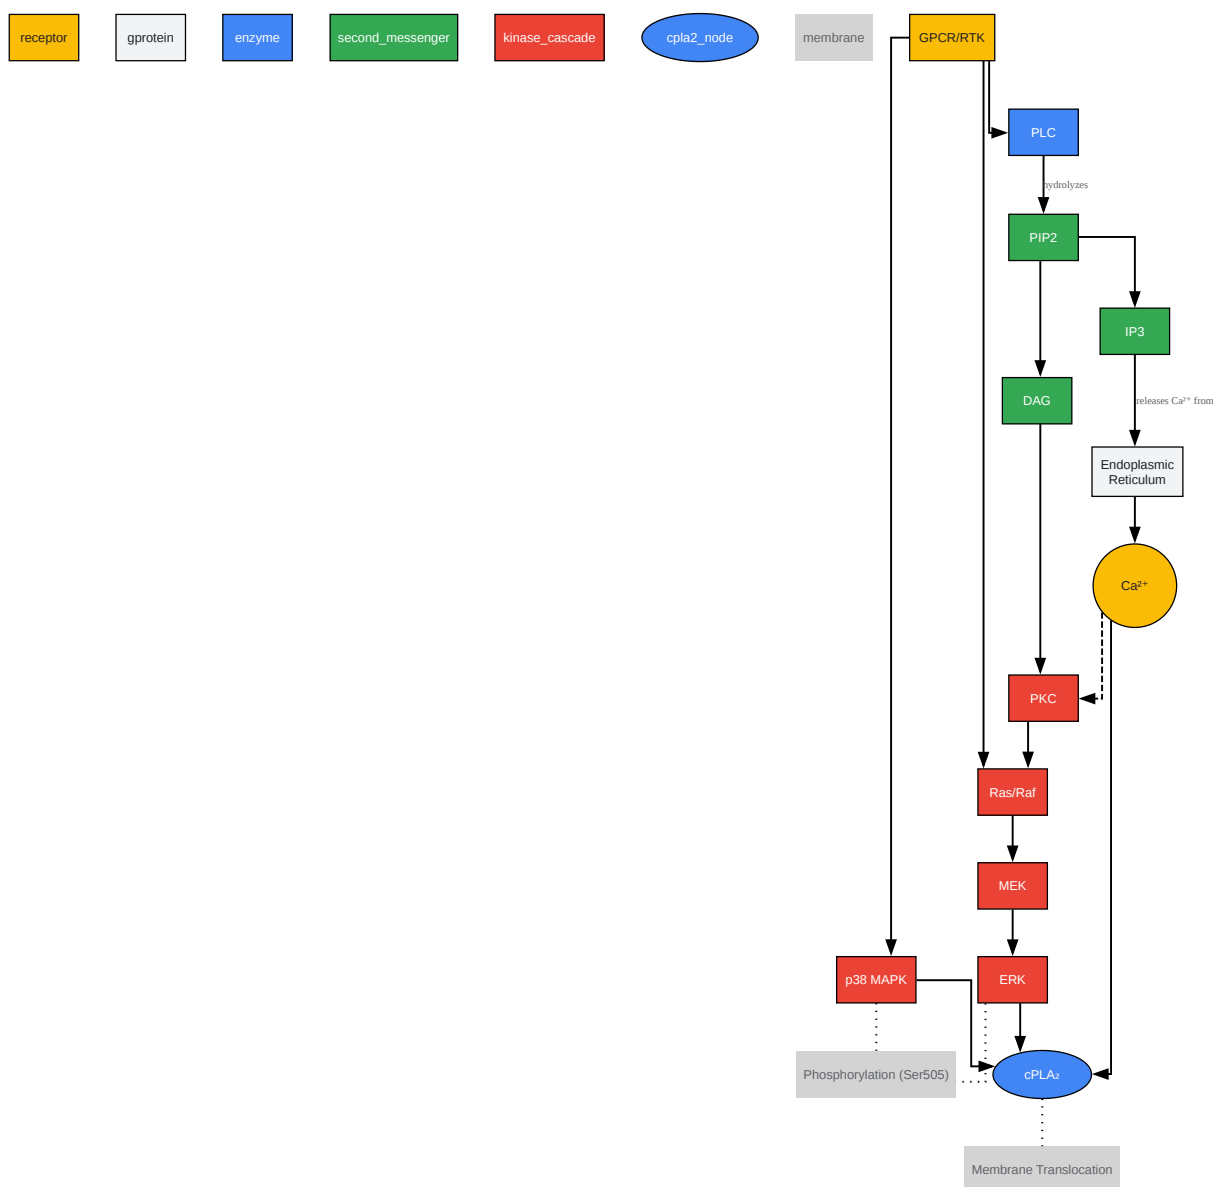 receptor
gprotein
enzyme
second_messenger
kinase_cascade
cpla2_node
membrane
GPCR/RTK
PLC
hydrolyzes
PIP2
IP3
DAG
releases Ca²⁺ from
Endoplasmic
Reticulum
Ca²⁺
PKC
Ras/Raf
MEK
p38 MAPK
ERK
Phosphorylation (Ser505)
cPLA₂
Membrane Translocation